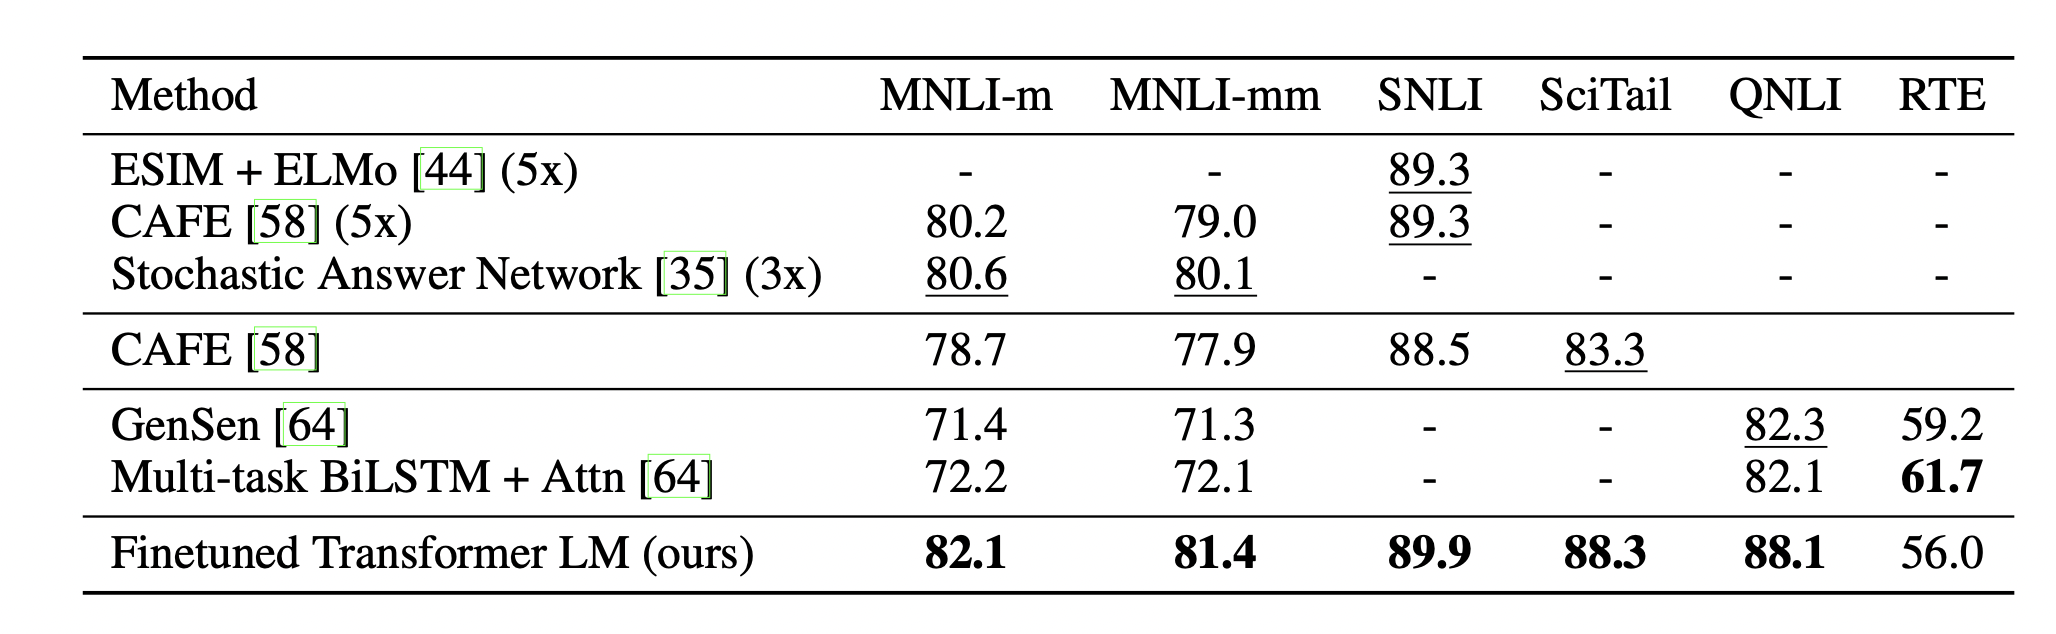 Method MNLI-m MNLI-mm SNLI SciTail QNLI RTE
ESIM + ELMo [44] (5x) - - 89.3 - - -
CAFE [58] (5x) 80.2 79.0 89.3 - - -
Stochastic Answer Network [35] (3x) 80.6 80.1 - - - -
CAFE [58] 78.7 77.9 88.5 83.3
GenSen [64] 71.4 71.3 - - 82.3 59.2
Multi-task BiLSTM + Attn [64] 72.2 72.1 - - 82.1 61.7
Finetuned Transformer LM (ours) 82.1 81.4 89.9 88.3 88.1 56.0